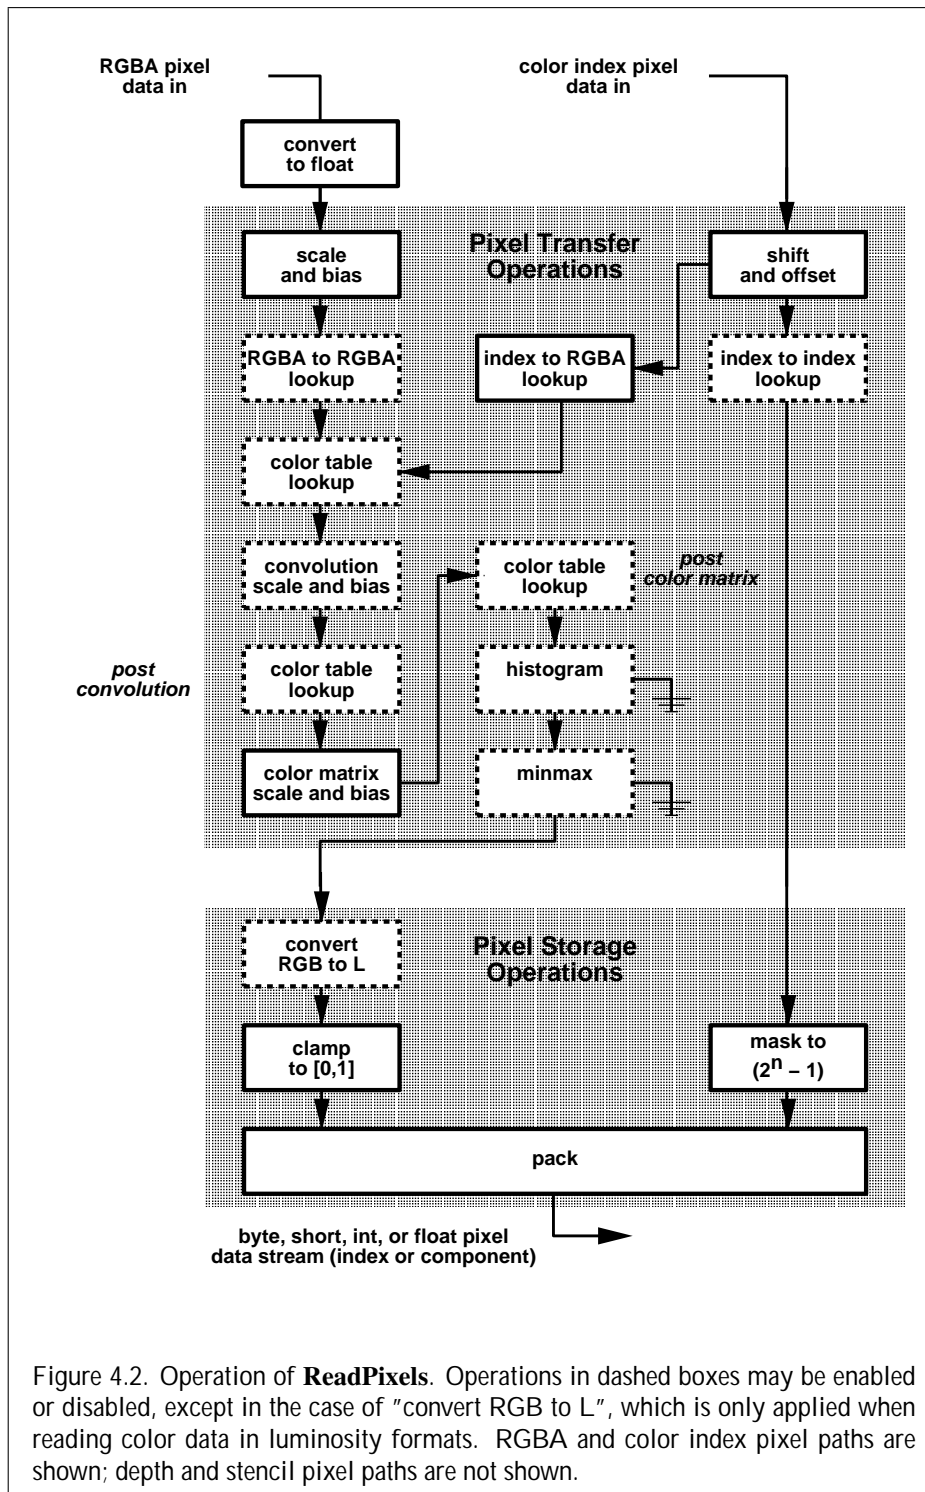 RGBA pixel
data in
color index pixel
data in
convert
to float
Pixel Transfer
Operations
scale
and bias
shift
and offset
RGBA to RGBA
lookup
index to RGBA
lookup
index to index
lookup
color table
lookup
convolution
scale and bias
color table
lookup
post
color matrix
post
convolution
color table
lookup
histogram
color matrix
scale and bias
minmax
convert
RGB to L
Pixel Storage
Operations
clamp
to [0,1]
mask to
(2^n – 1)
pack
byte, short, int, or float pixel
data stream (index or component)
Figure 4.2. Operation of ReadPixels. Operations in dashed boxes may be enabled
or disabled, except in the case of "convert RGB to L", which is only applied when
reading color data in luminosity formats. RGBA and color index pixel paths are
shown; depth and stencil pixel paths are not shown.